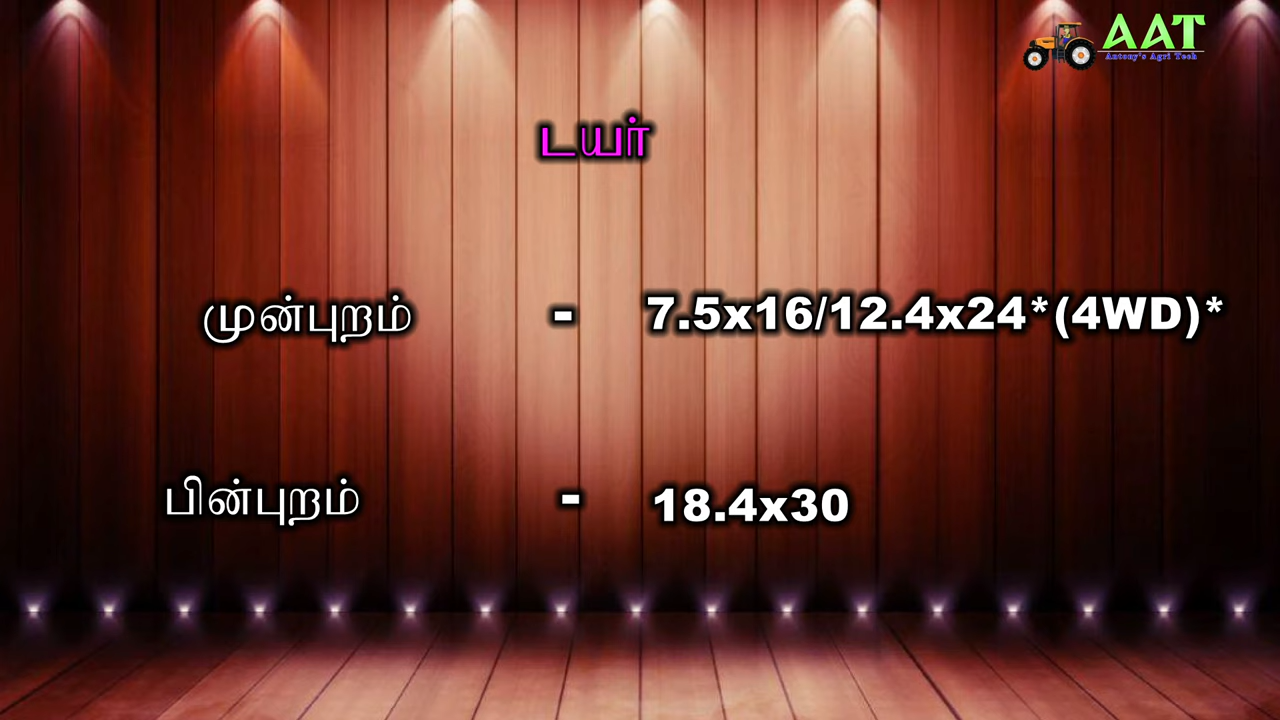 AAT
Antony's Agri Tech
டயர்
முன்புறம் - 7.5x16/12.4x24*(4WD)*
பின்புறம் - 18.4x30